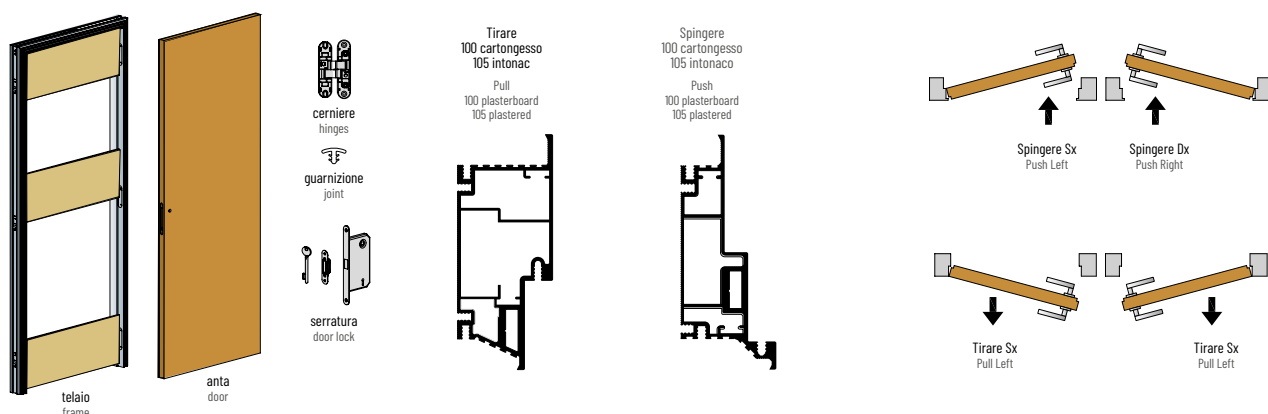 telaio
frame
anta
door
cerniere
hinges
guarnizione
joint
serratura
door lock
Tirare
100 cartongesso
105 intonac
Pull
100 plasterboard
105 plastered
Spingere
100 cartongesso
105 intonaco
Push
100 plasterboard
105 plastered
Spingere Sx
Push Left
Spingere Dx
Push Right
Tirare Sx
Pull Left
Tirare Sx
Pull Left